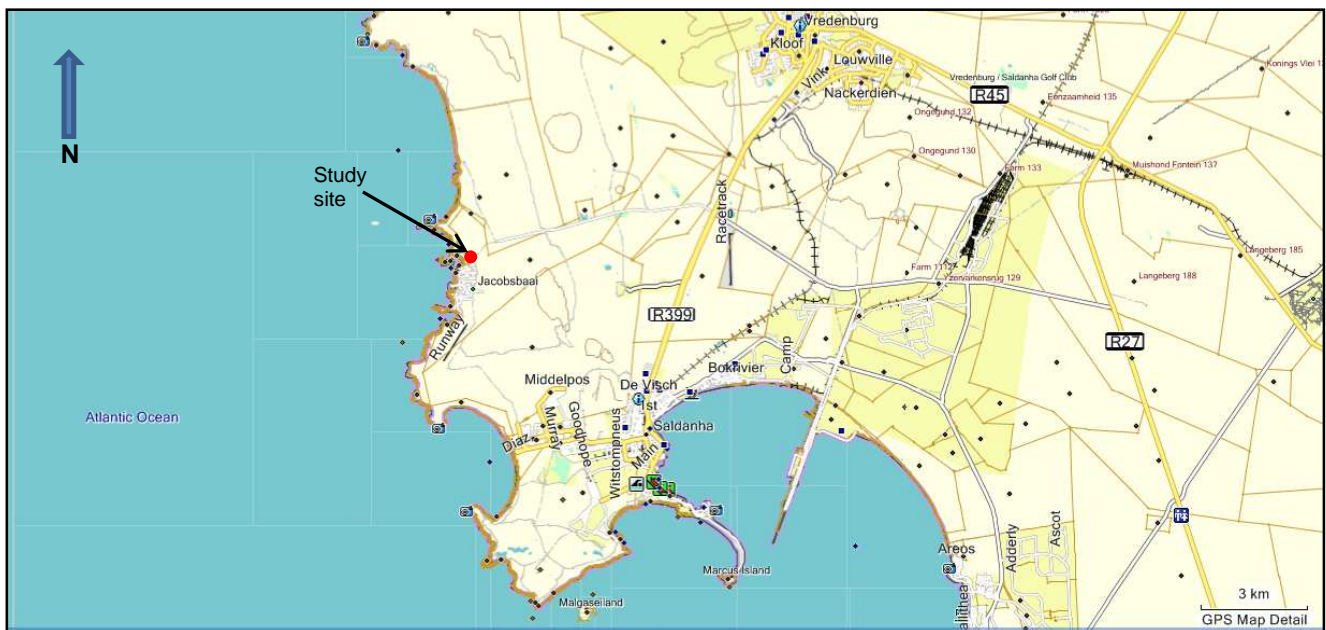 Vredenburg
Kloof
Louwville
Vink
Nackerdien
Vredenburg / Saldanha Golf Club
Konings Vlei 1
R45
Eenzaamheid 135
Ongegund 132
N
Ongegund 130
Farm 133
Muishond Fontein 137
Study
site
Racetrack
Langeberg 185
Farm 1112
Yzervarkensrug 129
Langeberg 188
Jacobsbaai
R399
Runway
R27
Bokrivier
Camp
Middelpos
De Visch
1st
Atlantic Ocean
Diaz
Murray
Goodhope
Witstompneus
Main
Saldanha
Areos
Adderly
Ascot
Marcus Island
Malgaseiland
3 km
GPS Map Detail